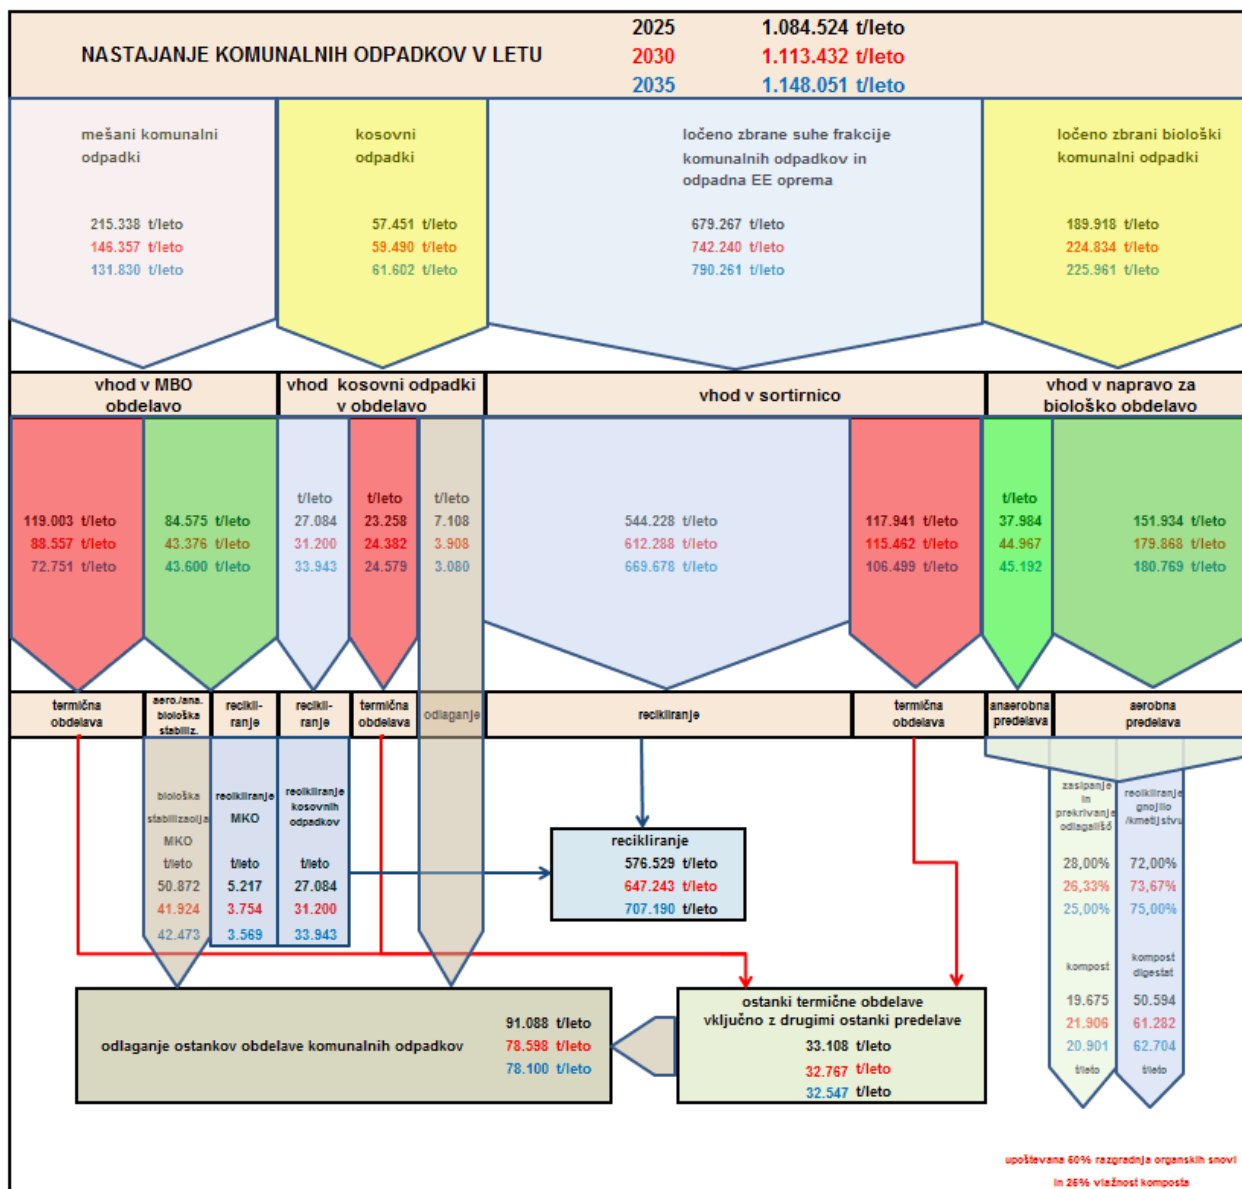 NASTAJANJE KOMUNALNIH ODPADKOV V LETU
2025 1.084.524 t/leto
2030 1.113.432 t/leto
2035 1.148.051 t/leto
mešani komunalni
odpadki
215.338 t/leto
146.357 t/leto
131.830 t/leto
kosovni
odpadki
57.451 t/leto
59.490 t/leto
61.602 t/leto
ločeno zbrane suhe frakcije
komunalnih odpadkov in
odpadna EE oprema
679.267 t/leto
742.240 t/leto
790.261 t/leto
ločeno zbrani biološki
komunalni odpadki
189.918 t/leto
224.834 t/leto
225.961 t/leto
vhod v MBO
obdelavo
vhod kosovni odpadki
v obdelavo
vhod v sortirnico
vhod v napravo za
biološko obdelavo
119.003 t/leto
88.557 t/leto
72.751 t/leto
84.575 t/leto
43.376 t/leto
43.600 t/leto
t/leto
27.084
31.200
33.943
t/leto
23.258
24.382
24.579
t/leto
7.108
3.908
3.080
544.228 t/leto
612.288 t/leto
669.678 t/leto
117.941 t/leto
115.462 t/leto
106.499 t/leto
t/leto
37.984
44.967
45.192
151.934 t/leto
179.868 t/leto
180.769 t/leto
termična
obdelava
aero./ana.
biološka
stabiliz.
recikli-
ranje
recikli-
ranje
termična
obdelava
odlaganje
recikliranje
termična
obdelava
anaerobna
predelava
aerobna
predelava
biološka
stabilizacija
MKO
t/leto
50.872
41.924
42.473
recikliranje
MKO
t/leto
5.217
3.754
3.569
recikliranje
kosovnih
odpadkov
t/leto
27.084
31.200
33.943
recikliranje
576.529 t/leto
647.243 t/leto
707.190 t/leto
zasipanje
in
prekrivanje
odlagališč
28,00%
26,33%
25,00%
kompost
19.675
21.906
20.901
t/leto
recikliranje
gnojilo
/kmetijstvu
72,00%
73,67%
75,00%
kompost
digestat
50.594
61.282
62.704
t/leto
odlaganje ostankov obdelave komunalnih odpadkov
91.088 t/leto
78.598 t/leto
78.100 t/leto
ostanki termične obdelave
vključno z drugimi ostanki predelave
33.108 t/leto
32.767 t/leto
32.547 t/leto
upoštevana 60% razgradnja organskih snovi
in 25% vlažnost komposta